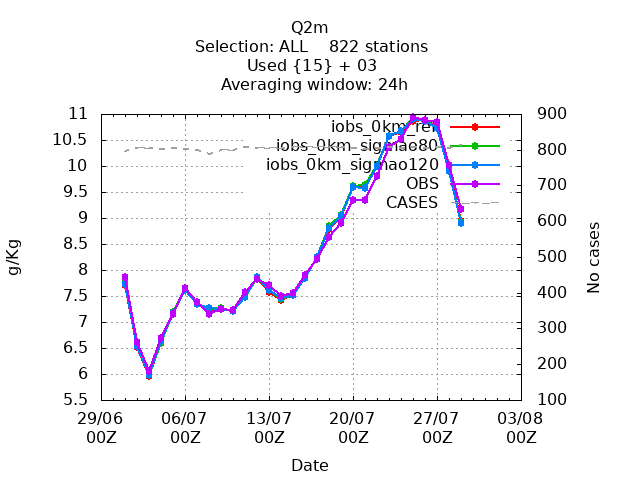 Q2m
Selection: ALL    822 stations
Used {15} + 03
Averaging window: 24h
11
10.5
10
9.5
9
8.5
8
7.5
7
6.5
6
5.5
g/Kg
900
800
700
600
500
400
300
200
100
No cases
iobs_0km_ref
iobs_0km_sigmao80
iobs_0km_sigmao120
OBS
CASES
29/06 06/07 13/07 20/07 27/07 03/08
00Z 00Z 00Z 00Z 00Z 00Z
Date